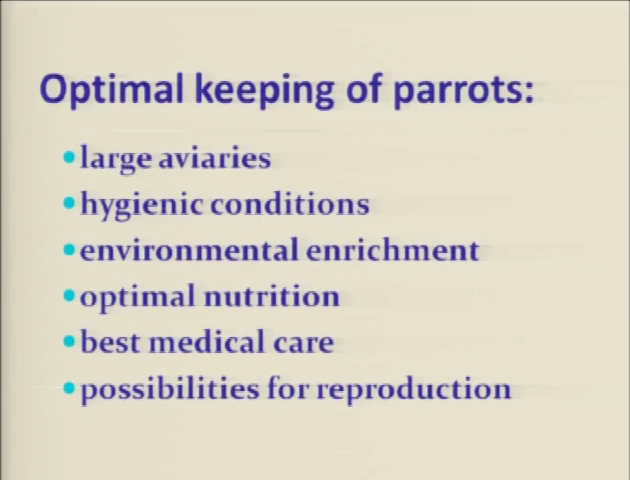 Optimal keeping of parrots:
•large aviaries
•hygienic conditions
•environmental enrichment
•optimal nutrition
•best medical care
•possibilities for reproduction